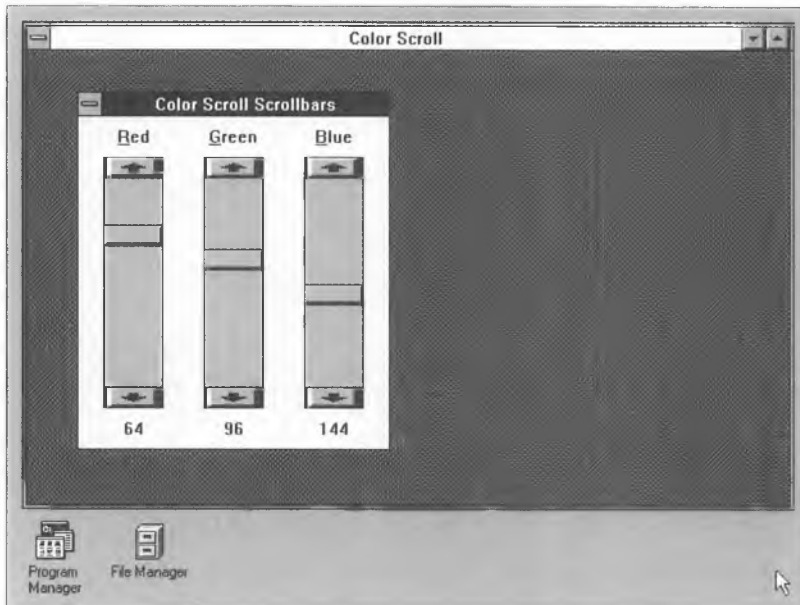 Color Scroll
Color Scroll Scrollbars
Red Green Blue
64 96 144
Program
Manager
File Manager